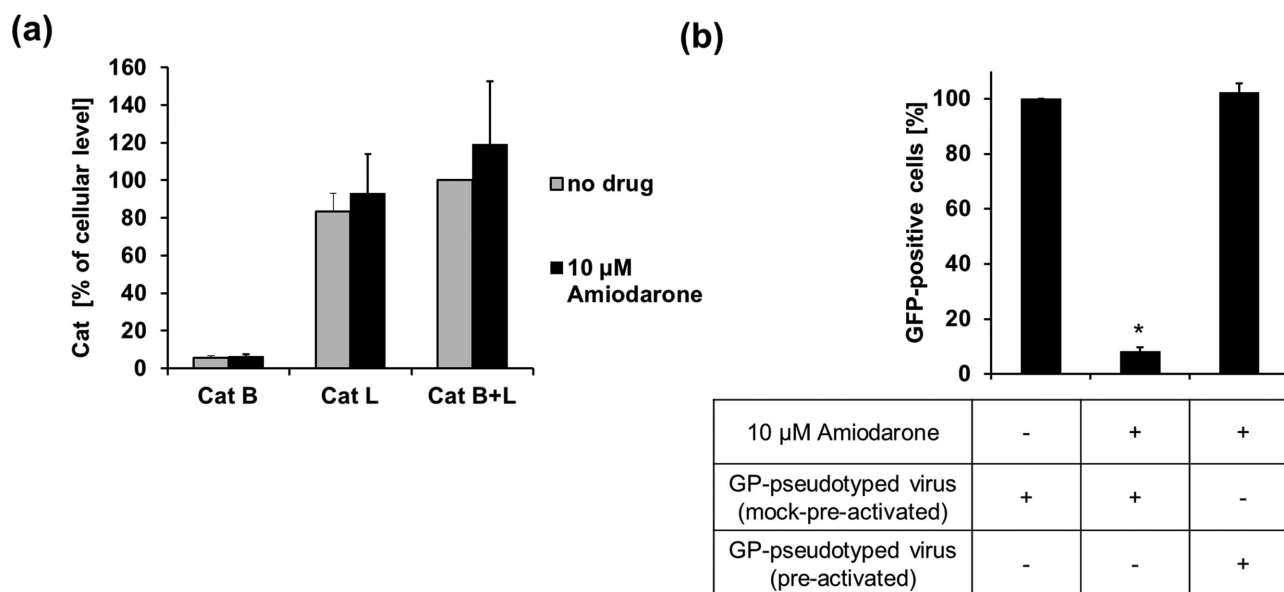 (a)
160
140
120
100
80
60
40
20
0
Cat [% of cellular level]
Cat B
Cat L
Cat B+L
no drug
10 µM
Amiodarone
(b)
100
80
60
40
20
0
GFP-positive cells [%]
*
10 µM Amiodarone - + +
GP-pseudotyped virus
(mock-pre-activated) + + -
GP-pseudotyped virus
(pre-activated) - - +